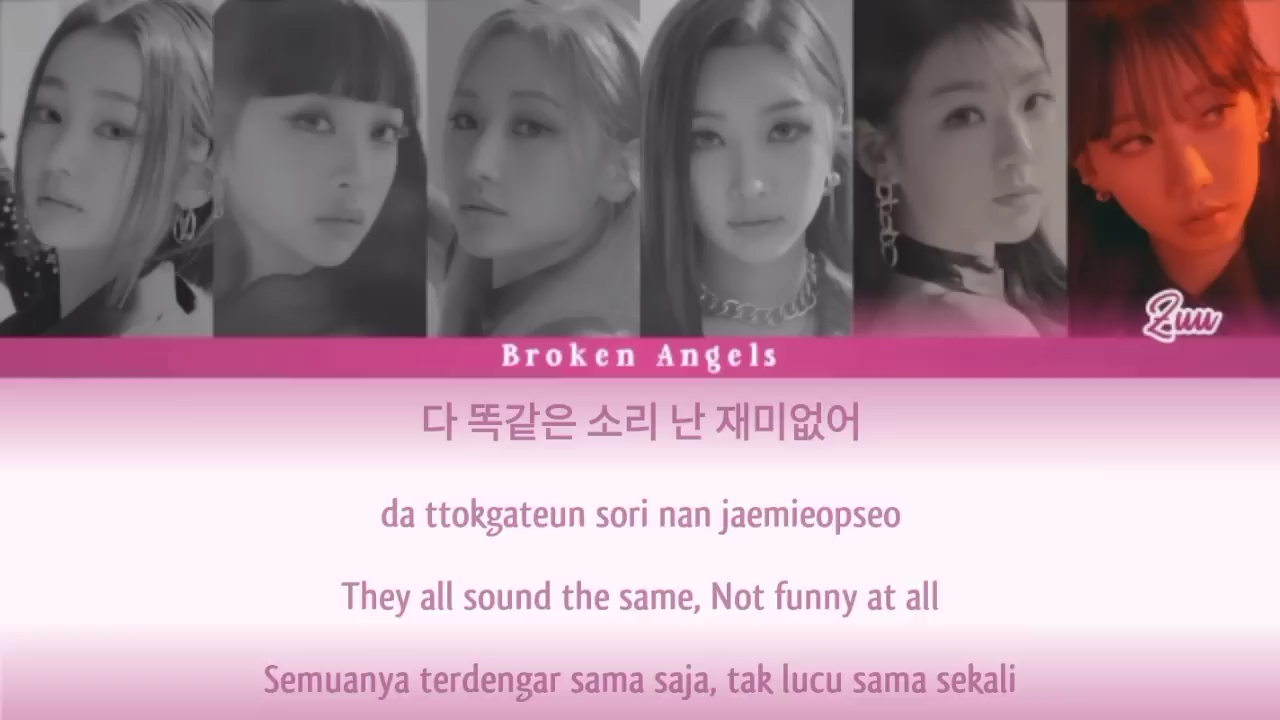 Zuu
Broken Angels
다 똑같은 소리 난 재미없어
da ttokgateun sori nan jaemieopseo
They all sound the same, Not funny at all
Semuanya terdengar sama saja, tak lucu sama sekali